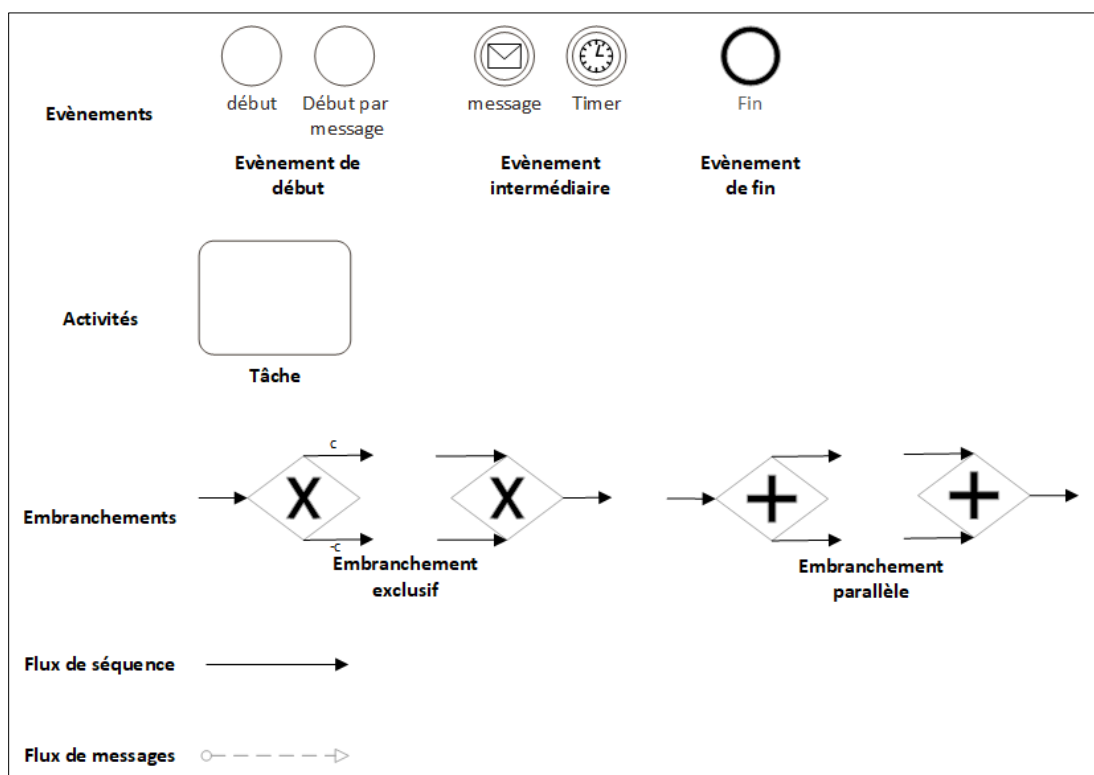 début
Début par
message
message
Timer
Fin
Evènements
Evènement de
début
Evènement
intermédiaire
Evènement
de fin
Activités
Tâche
c
X
X
Embranchements
-c
Embranchement
exclusif
Embranchement
parallèle
Flux de séquence
Flux de messages